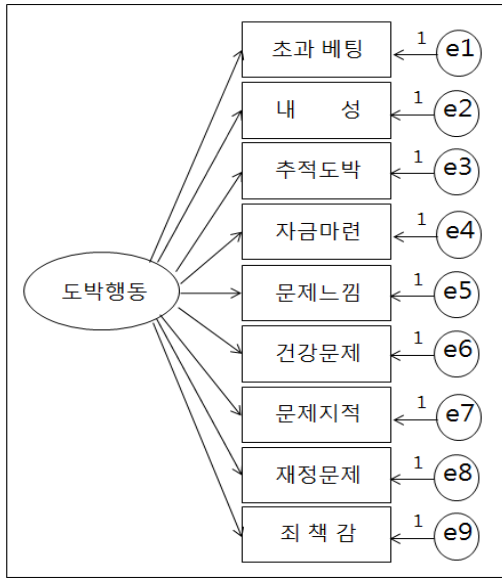 초과 베팅 1 e1
내 성 1 e2
추적도박 1 e3
자금마련 1 e4
도박행동
문제느낌 1 e5
건강문제 1 e6
문제지적 1 e7
재정문제 1 e8
죄 책 감 1 e9